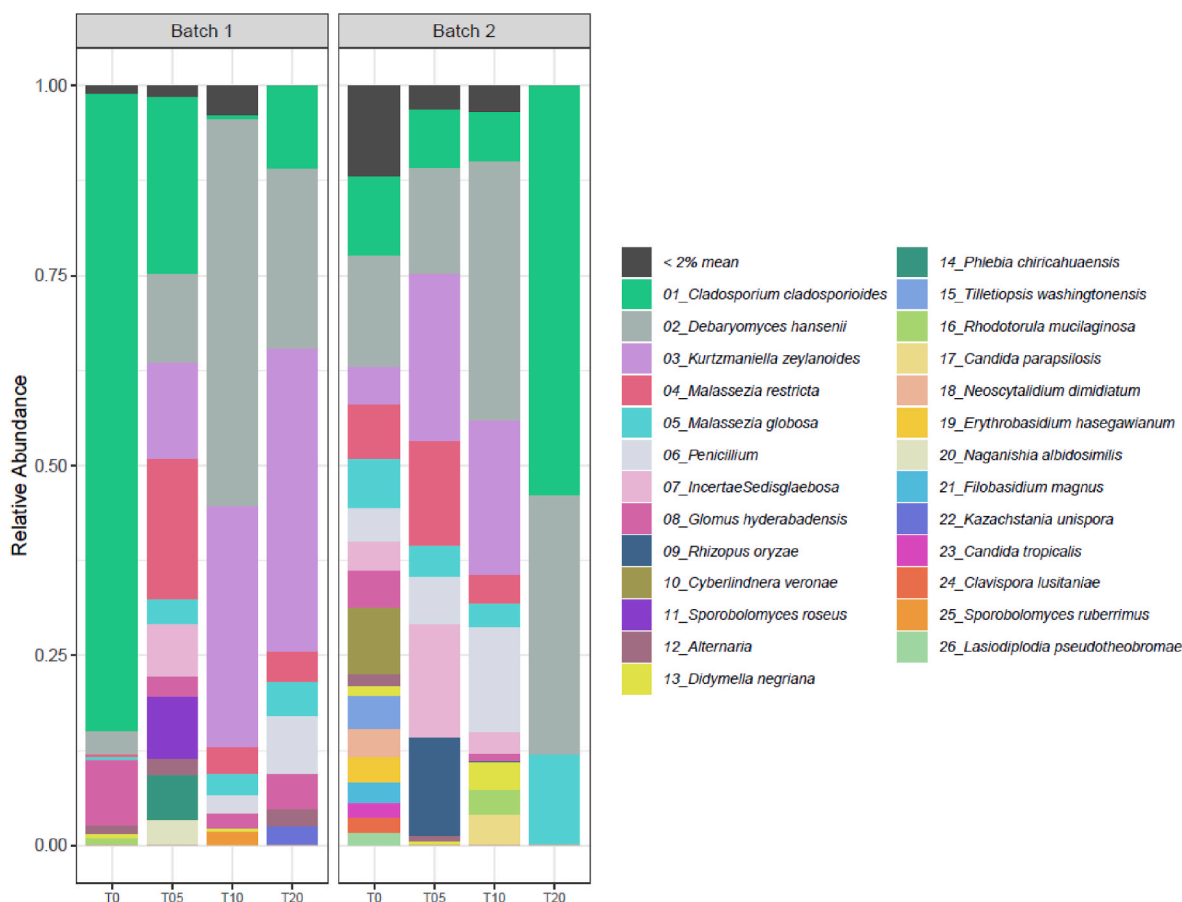 Batch 1
Batch 2
1.00
0.75
0.50
0.25
0.00
Relative Abundance
T0
T05
T10
T20
T0
T05
T10
T20
< 2% mean
01_Cladosporium cladosporioides
02_Debaryomyces hansenii
03_Kurtzmaniella zeylanoides
04_Malassezia restricta
05_Malassezia globosa
06_Penicillium
07_IncertaeSedisglaebosa
08_Glomus hyderabadensis
09_Rhizopus oryzae
10_Cyberlindnera veronae
11_Sporobolomyces roseus
12_Alternaria
13_Didymella negriana
14_Phlebia chiricahuaensis
15_Tilletiopsis washingtonensis
16_Rhodotorula mucilaginosa
17_Candida parapsilosis
18_Neoscytalidium dimidiatum
19_Erythrobasidium hasegawianum
20_Naganishia albidosimilis
21_Filobasidium magnus
22_Kazachstania unispora
23_Candida tropicalis
24_Clavispora lusitaniae
25_Sporobolomyces ruberrimus
26_Lasiodiplodia pseudotheobromae